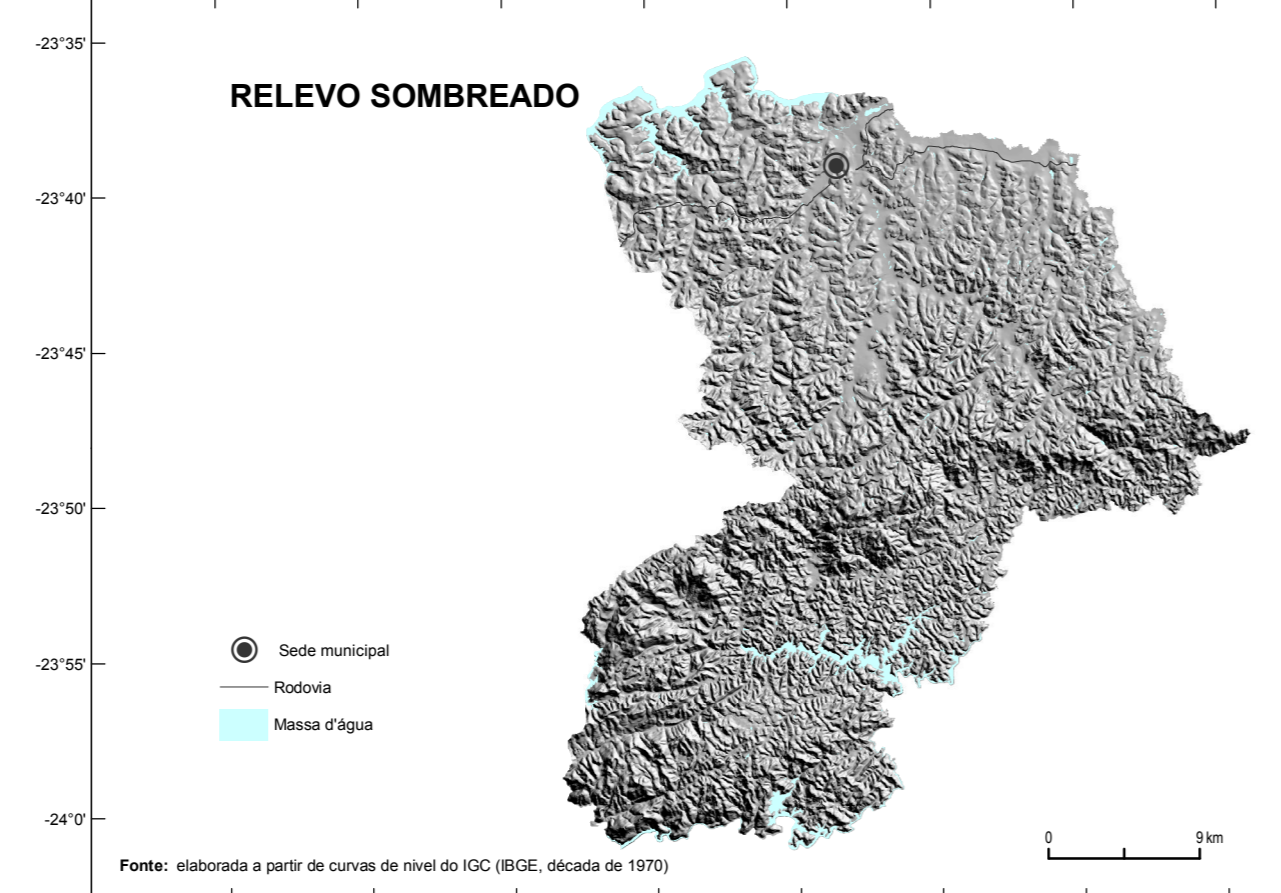 -23°35'
RELEVO SOMBREADO
-23°40'
-23°45'
-23°50'
Sede municipal
-23°55'
Rodovia
Massa d'água
-24°0'
0 9 km
Fonte: elaborada a partir de curvas de nivel do IGC (IBGE, década de 1970)